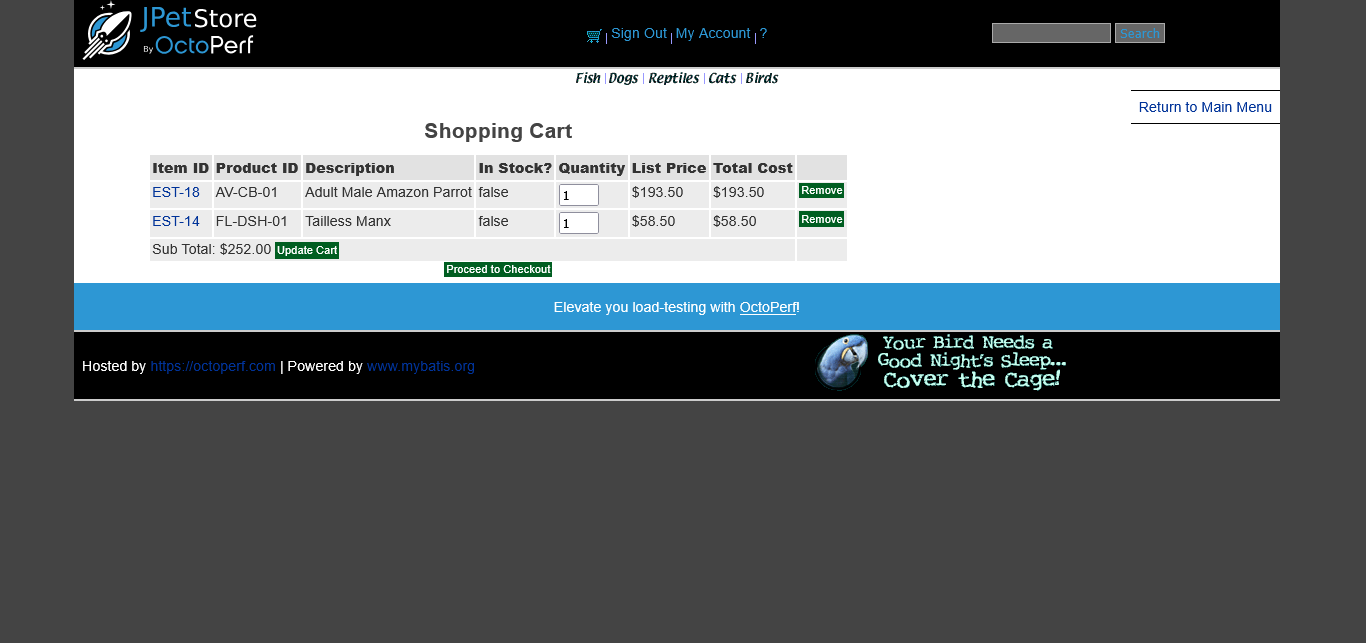 JPetStore
By OctoPerf
Sign Out | My Account | ?
Search
Fish | Dogs | Reptiles | Cats | Birds
Return to Main Menu
Shopping Cart
Item ID Product ID Description In Stock? Quantity List Price Total Cost
EST-18 AV-CB-01 Adult Male Amazon Parrot false 1 $193.50 $193.50 Remove
EST-14 FL-DSH-01 Tailless Manx false 1 $58.50 $58.50 Remove
Sub Total: $252.00 Update Cart
Proceed to Checkout
Elevate you load-testing with OctoPerf!
Hosted by https://octoperf.com | Powered by www.mybatis.org
Your Bird Needs a
Good Night's Sleep...
Cover the Cage!